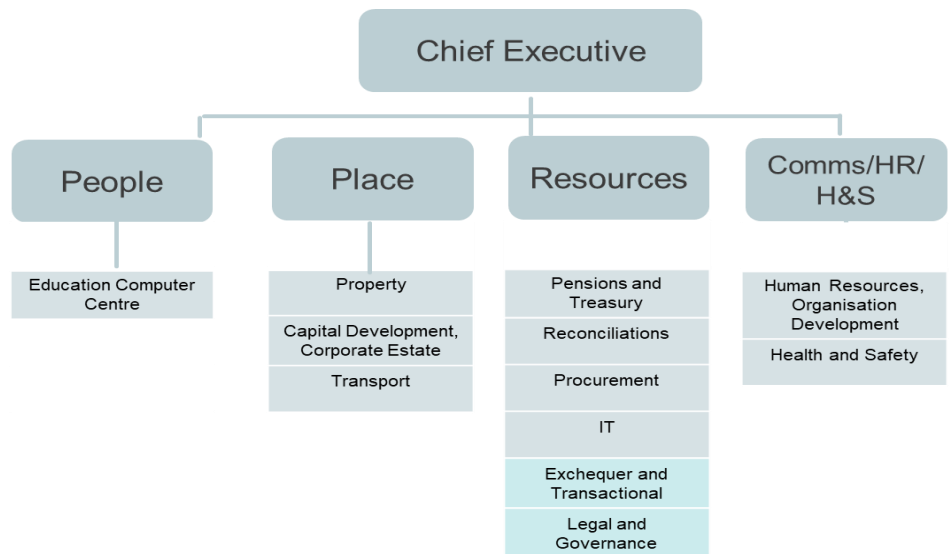 Chief Executive
People
Place
Resources
Comms/HR/
H&S
Education Computer
Centre
Property
Capital Development,
Corporate Estate
Transport
Pensions and
Treasury
Reconciliations
Procurement
IT
Exchequer and
Transactional
Legal and
Governance
Human Resources,
Organisation
Development
Health and Safety